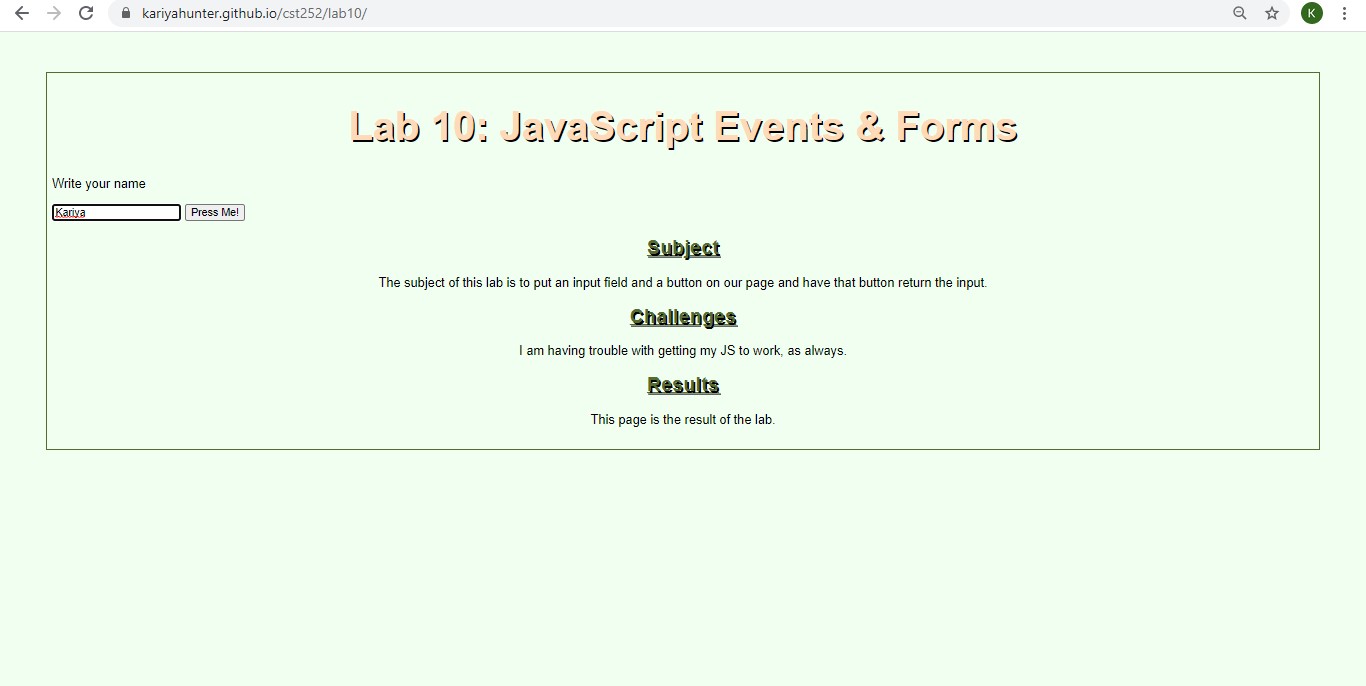 kariyahunter.github.io/cst252/lab10/
K
Lab 10: JavaScript Events & Forms
Write your name
Kariya Press Me!
Subject
The subject of this lab is to put an input field and a button on our page and have that button return the input.
Challenges
I am having trouble with getting my JS to work, as always.
Results
This page is the result of the lab.